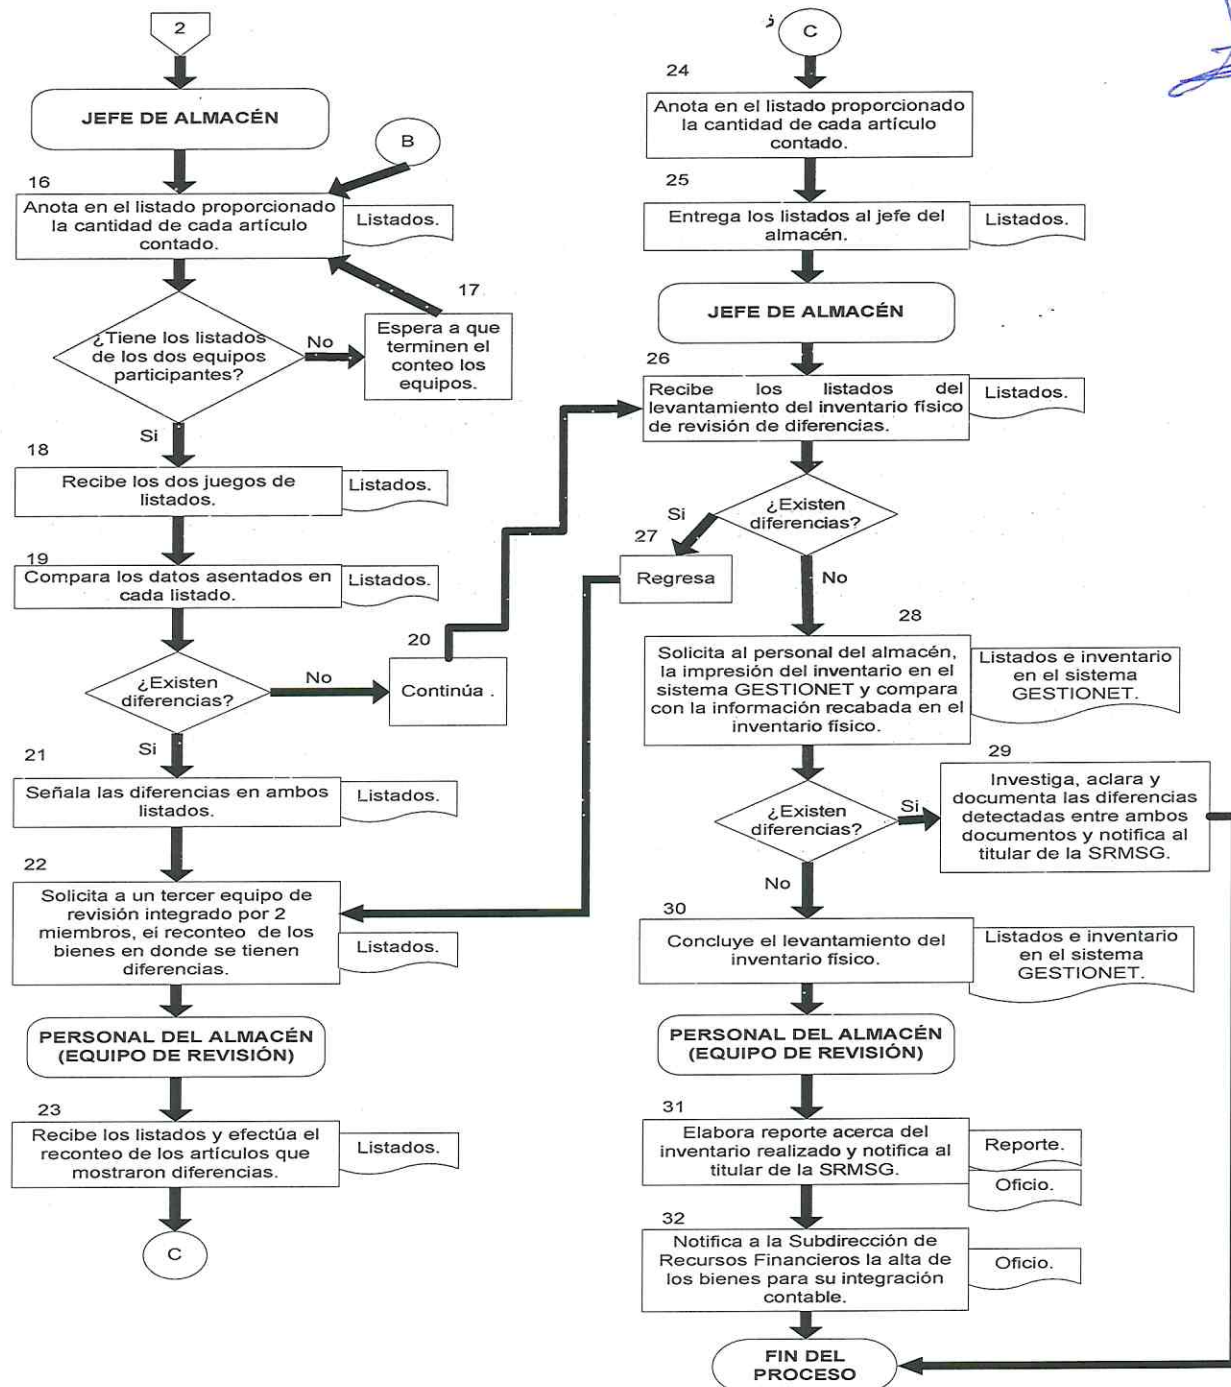 2
JEFE DE ALMACÉN
B
16
Anota en el listado proporcionado
la cantidad de cada artículo
contado.
Listados.
¿Tiene los listados
de los dos equipos
participantes?
No
17
Espera a que
terminen el
conteo los
equipos.
Si
18
Recibe los dos juegos de
listados.
Listados.
19
Compara los datos asentados en
cada listado.
Listados.
¿Existen
diferencias?
No
20
Continúa .
Si
21
Señala las diferencias en ambos
listados.
Listados.
22
Solicita a un tercer equipo de
revisión integrado por 2
miembros, el reconteo de los
bienes en donde se tienen
diferencias.
Listados.
PERSONAL DEL ALMACÉN
(EQUIPO DE REVISIÓN)
23
Recibe los listados y efectúa el
reconteo de los artículos que
mostraron diferencias.
Listados.
C
C
24
Anota en el listado proporcionado
la cantidad de cada artículo
contado.
25
Entrega los listados al jefe del
almacén.
Listados.
JEFE DE ALMACÉN
26
Recibe los listados del
levantamiento del inventario físico
de revisión de diferencias.
Listados.
¿Existen
diferencias?
Si
27
Regresa
No
28
Solicita al personal del almacén,
la impresión del inventario en el
sistema GESTIONET y compara
con la información recabada en el
inventario físico.
Listados e inventario
en el sistema
GESTIONET.
¿Existen
diferencias?
Si
29
Investiga, aclara y
documenta las diferencias
detectadas entre ambos
documentos y notifica al
titular de la SRMSG.
No
30
Concluye el levantamiento del
inventario físico.
Listados e inventario
en el sistema
GESTIONET.
PERSONAL DEL ALMACÉN
(EQUIPO DE REVISIÓN)
31
Elabora reporte acerca del
inventario realizado y notifica al
titular de la SRMSG.
Reporte.
Oficio.
32
Notifica a la Subdirección de
Recursos Financieros la alta de
los bienes para su integración
contable.
Oficio.
FIN DEL
PROCESO